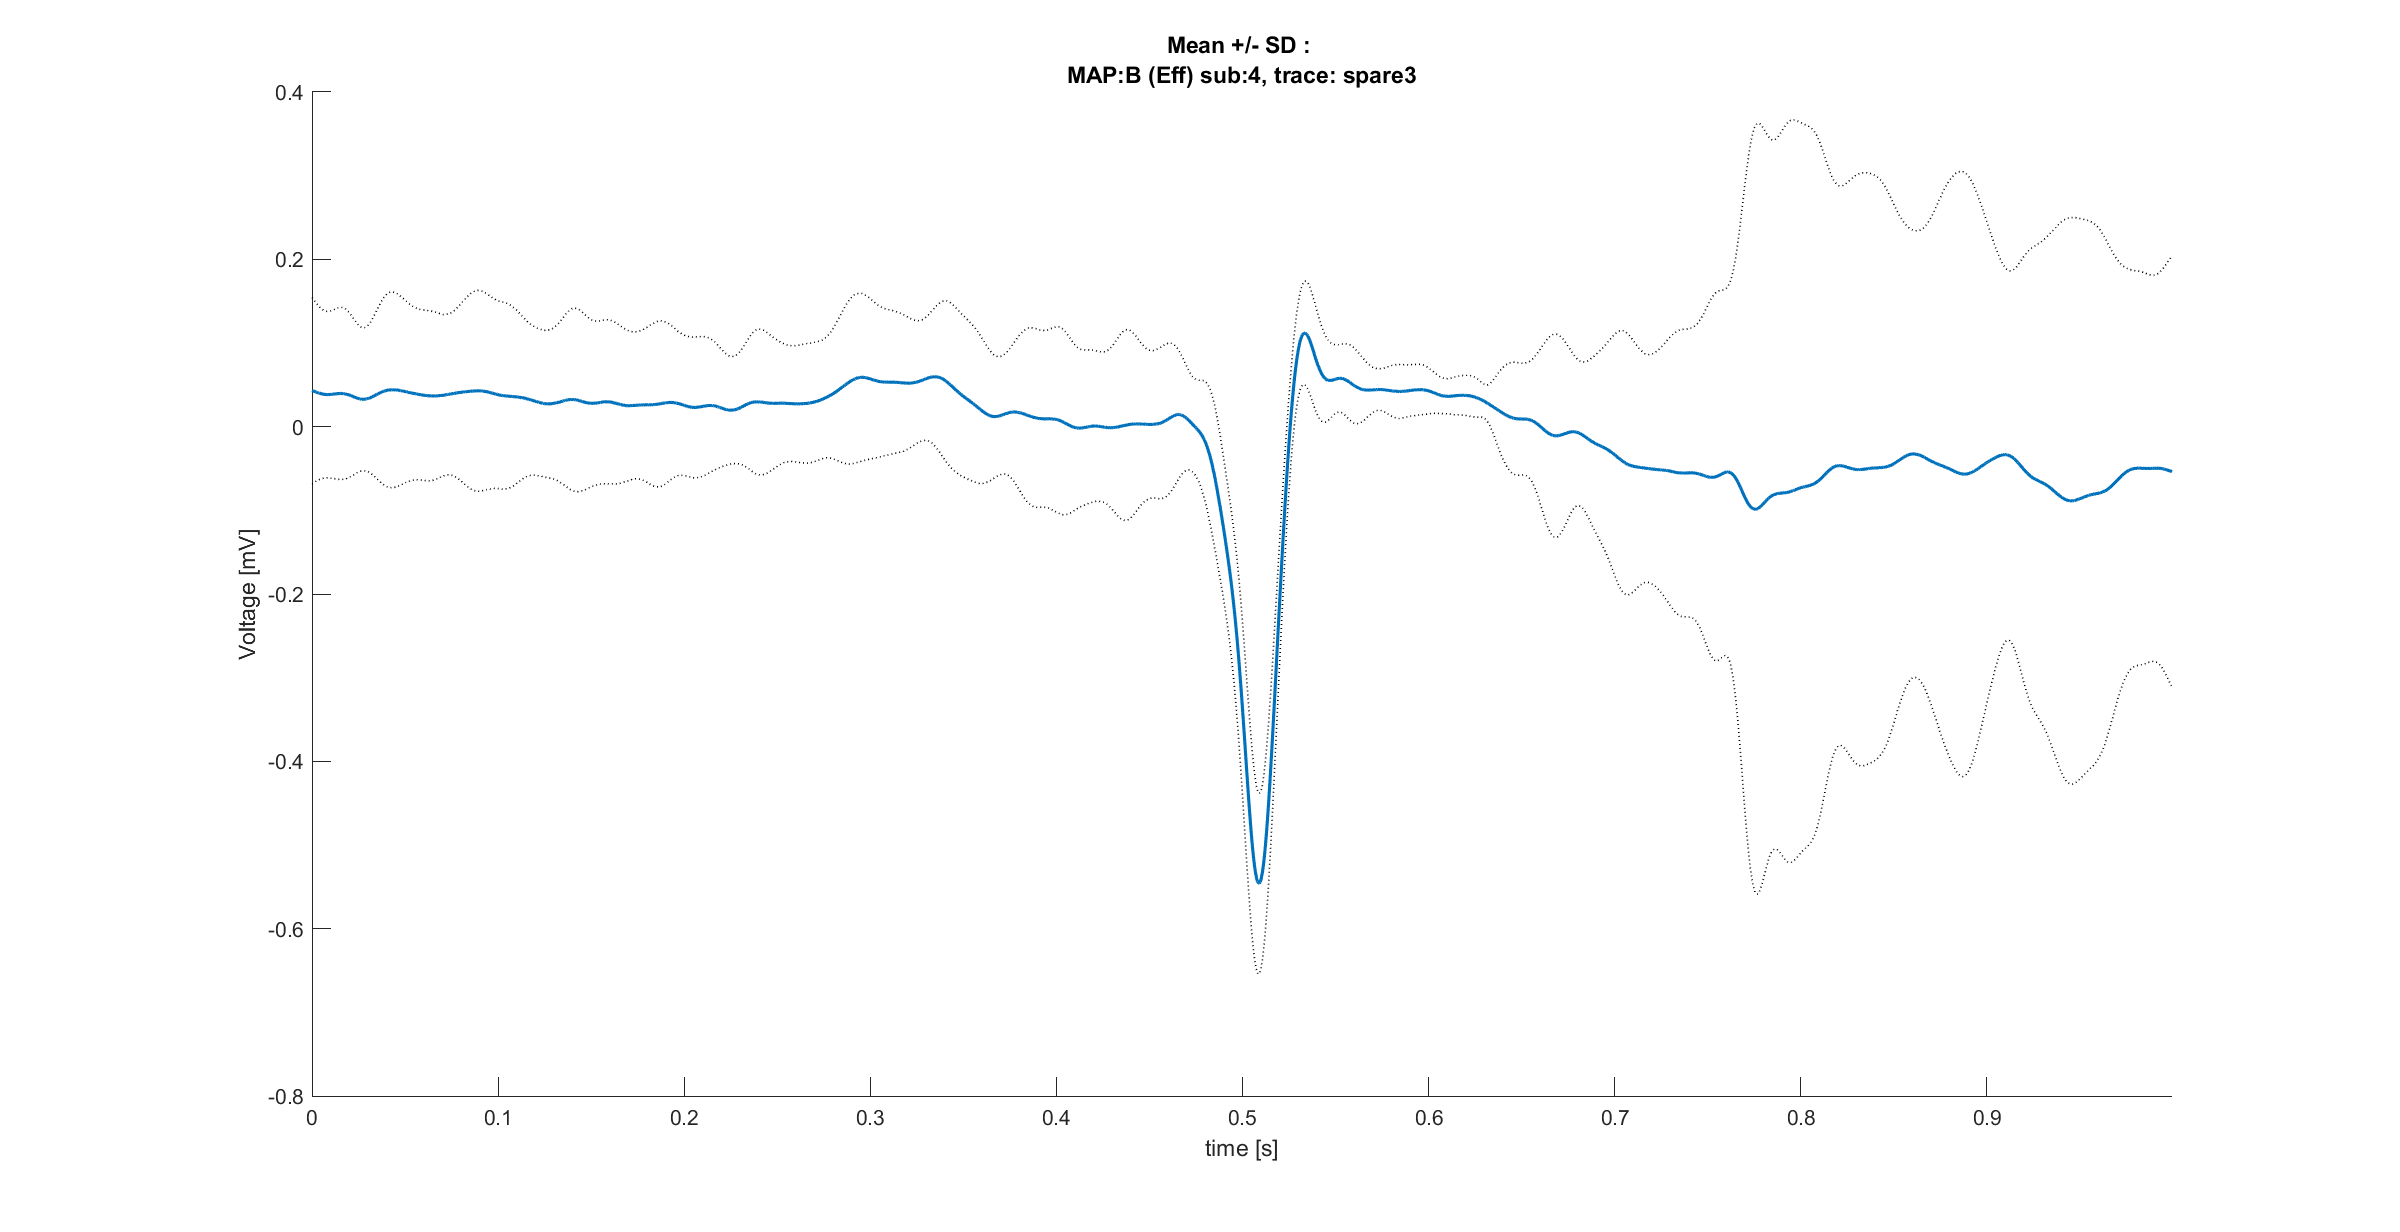 Mean +/- SD :
MAP:B (Eff) sub:4, trace: spare3
0.4
0.2
0
-0.2
-0.4
-0.6
-0.8
Voltage [mV]
0 0.1 0.2 0.3 0.4 0.5 0.6 0.7 0.8 0.9
time [s]